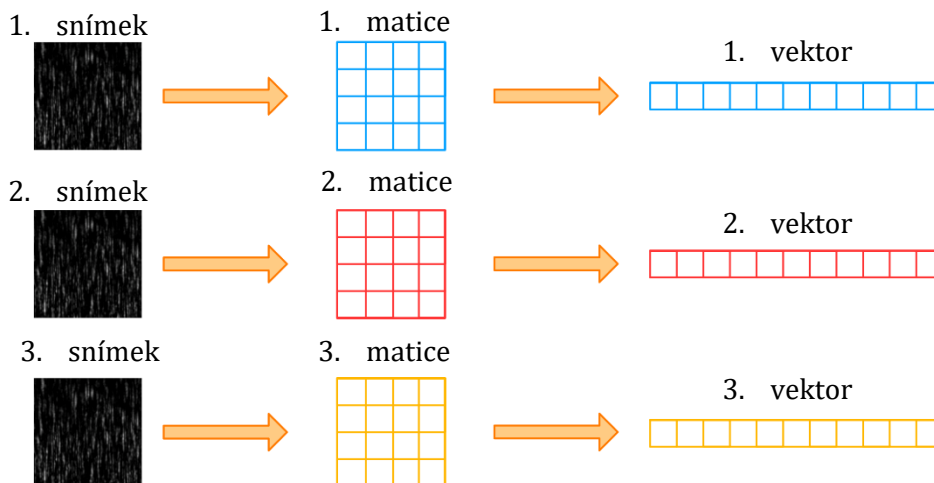 1. snímek
1. matice
1. vektor
2. snímek
2. matice
2. vektor
3. snímek
3. matice
3. vektor